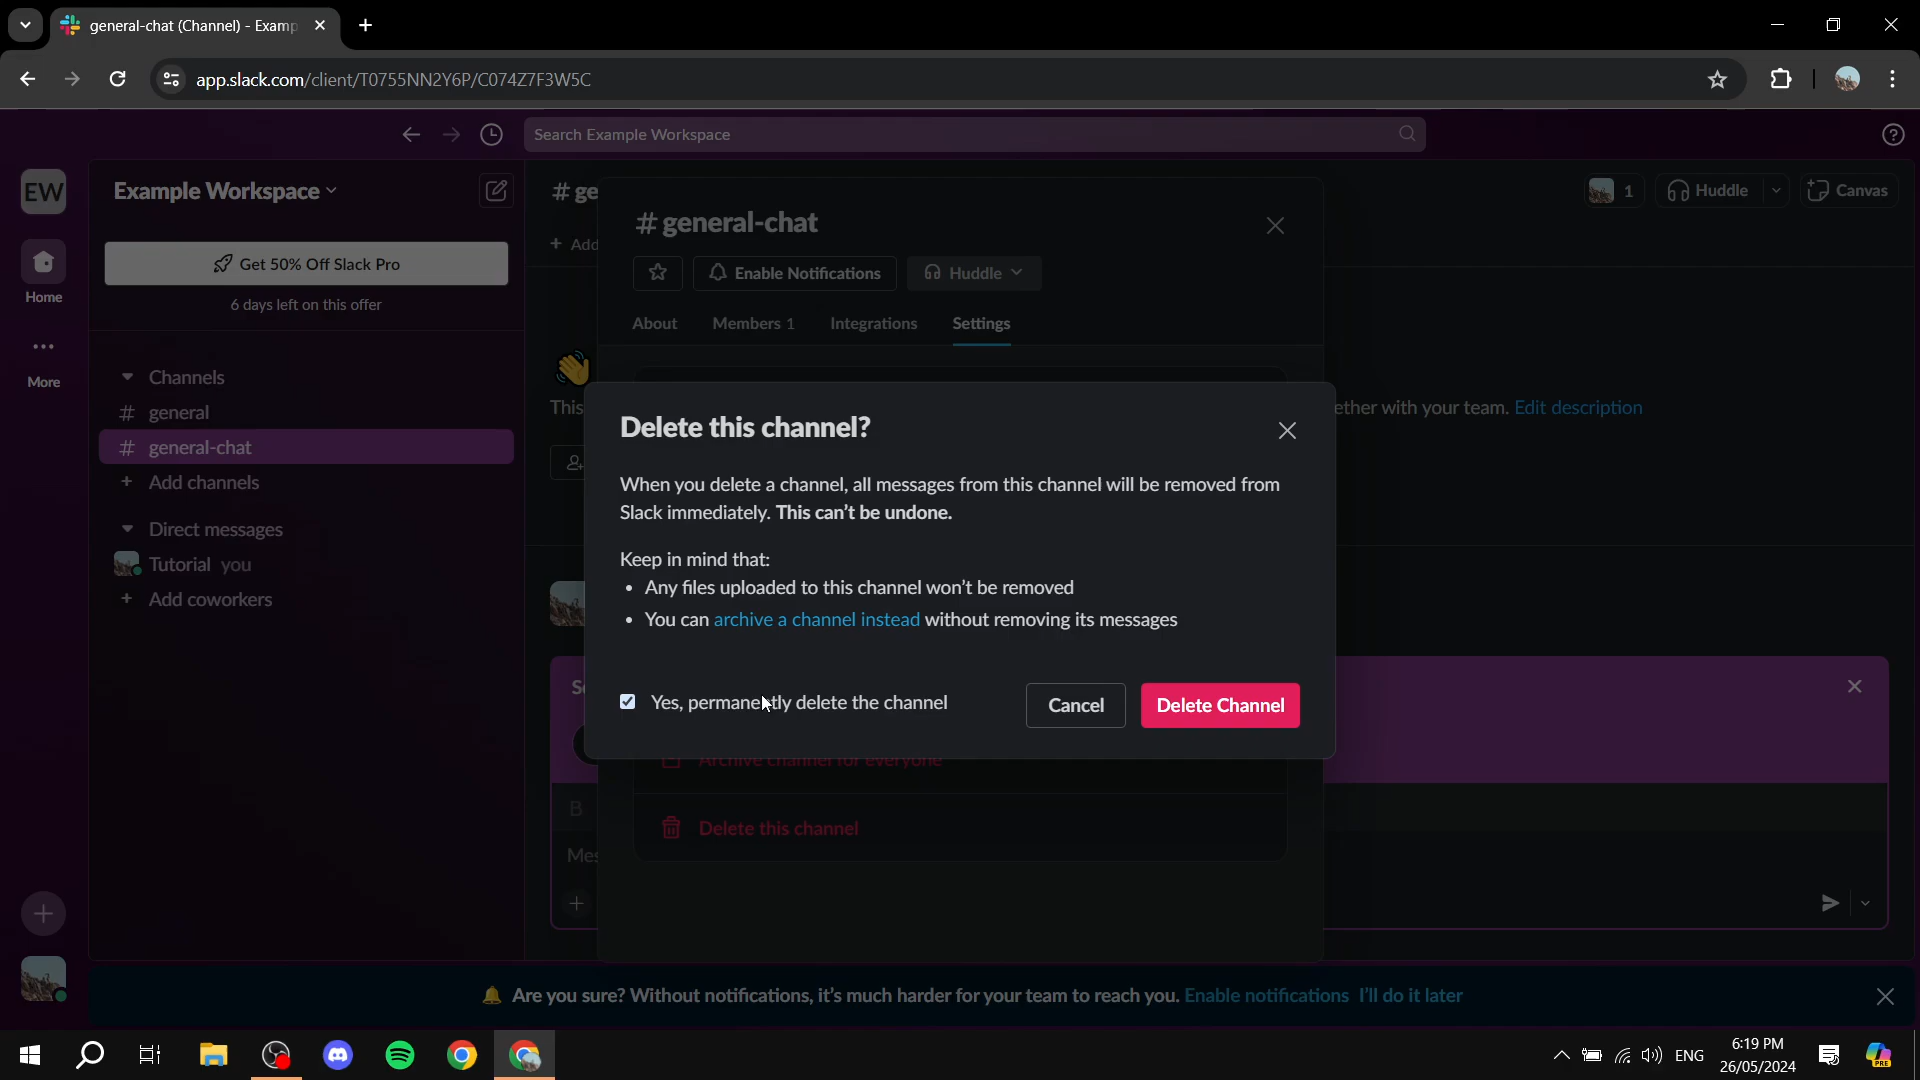 general-chat (Channel) - Examp
app.slack.com/client/T0755NN2Y6P/C074Z7F3W5C
Search Example Workspace
EW
Example Workspace
# ge
1
Huddle
Canvas
# general-chat
+ Add
Get 50% Off Slack Pro
6 days left on this offer
Enable Notifications
Huddle
Home
About
Members 1
Integrations
Settings
More
Channels
# general
# general-chat
+ Add channels
This
ether with your team. Edit description
Delete this channel?
When you delete a channel, all messages from this channel will be removed from
Slack immediately. This can't be undone.
Keep in mind that:
• Any files uploaded to this channel won't be removed
• You can archive a channel instead without removing its messages
Direct messages
Tutorial you
+ Add coworkers
Yes, permanently delete the channel
Cancel
Delete Channel
Archive channel for everyone
Delete this channel
B
Mes
Are you sure? Without notifications, it's much harder for your team to reach you. Enable notifications I'll do it later
ENG
6:19 PM
26/05/2024
PRE